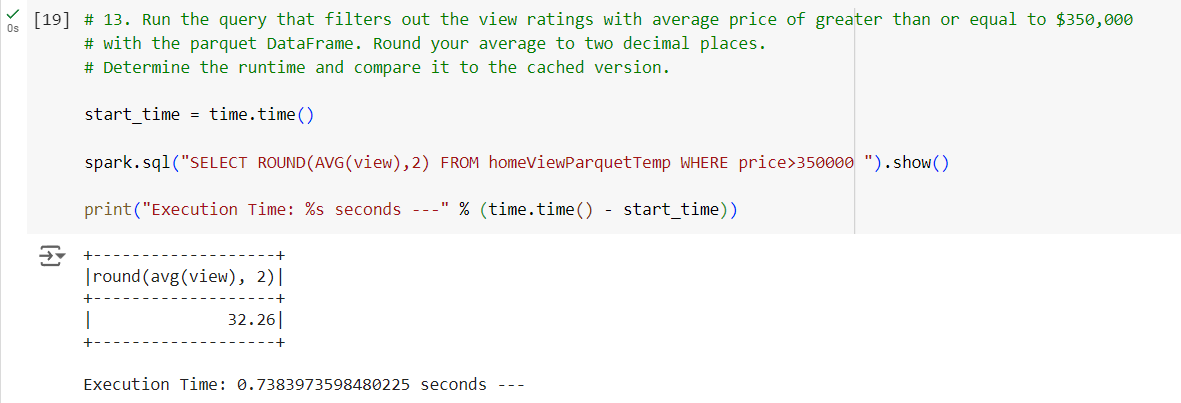 0s [19] # 13. Run the query that filters out the view ratings with average price of greater than or equal to $350,000
# with the parquet DataFrame. Round your average to two decimal places.
# Determine the runtime and compare it to the cached version.
start_time = time.time()
spark.sql("SELECT ROUND(AVG(view),2) FROM homeViewParquetTemp WHERE price>350000 ").show()
print("Execution Time: %s seconds ---" % (time.time() - start_time))
+-------------------+
|round(avg(view), 2)|
+-------------------+
|              32.26|
+-------------------+
Execution Time: 0.7383973598480225 seconds ---